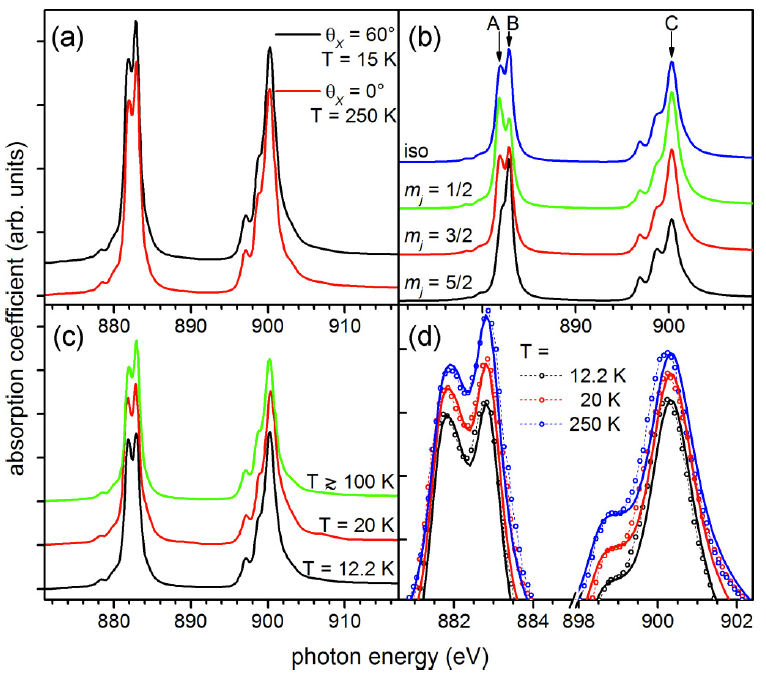 absorption coefficient (arb. units)
(a)
θX = 60°
T = 15 K
θX = 0°
T = 250 K
880
890
900
910
(b)
A
B
C
iso
mj = 1/2
mj = 3/2
mj = 5/2
890
900
(c)
T ≳ 100 K
T = 20 K
T = 12.2 K
880
890
900
910
(d)
T =
12.2 K
20 K
250 K
882
884
898
900
902
photon energy (eV)